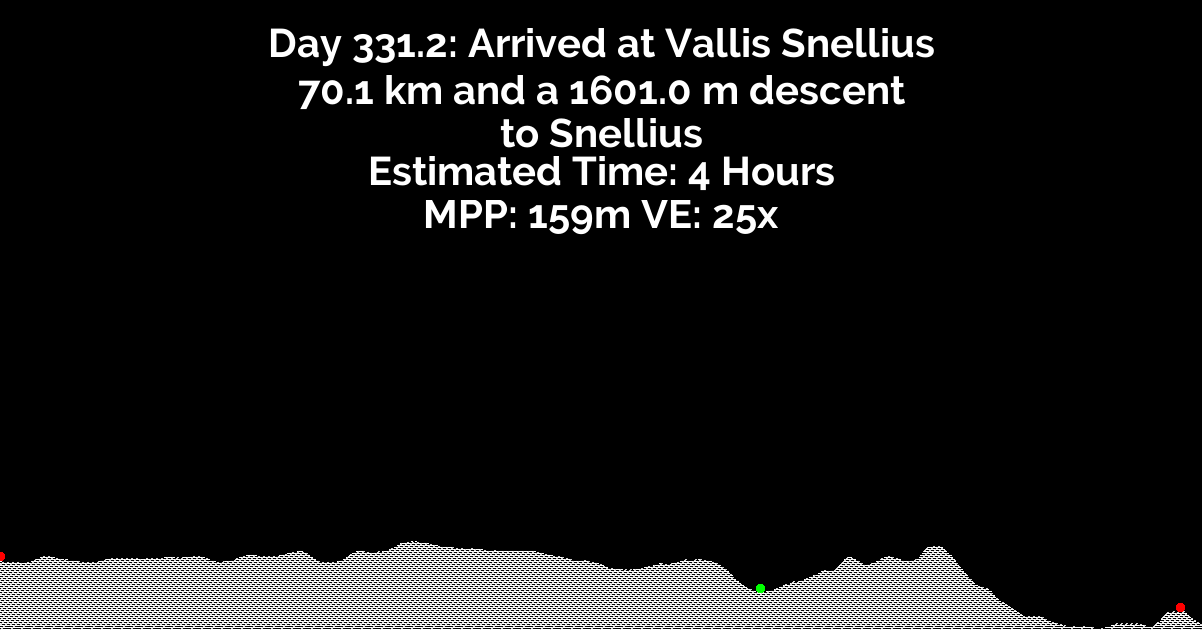 Day 331.2: Arrived at Vallis Snellius
70.1 km and a 1601.0 m descent
to Snellius
Estimated Time: 4 Hours
MPP: 159m VE: 25x